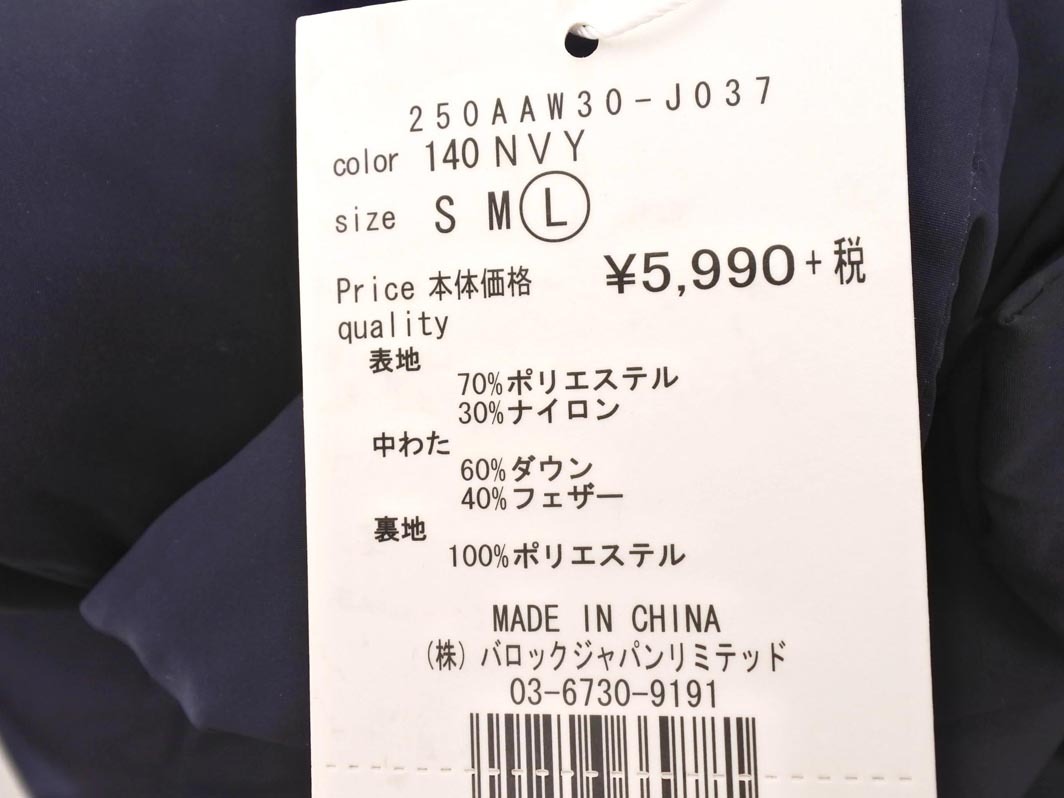 250AAW30-J037
color 140 NVY
size S M L
Price 本体価格 ¥5,990+税
quality
表地
70%ポリエステル
30%ナイロン
中わた
60%ダウン
40%フェザー
裏地
100%ポリエステル
MADE IN CHINA
(株)バロックジャパンリミテッド
03-6730-9191